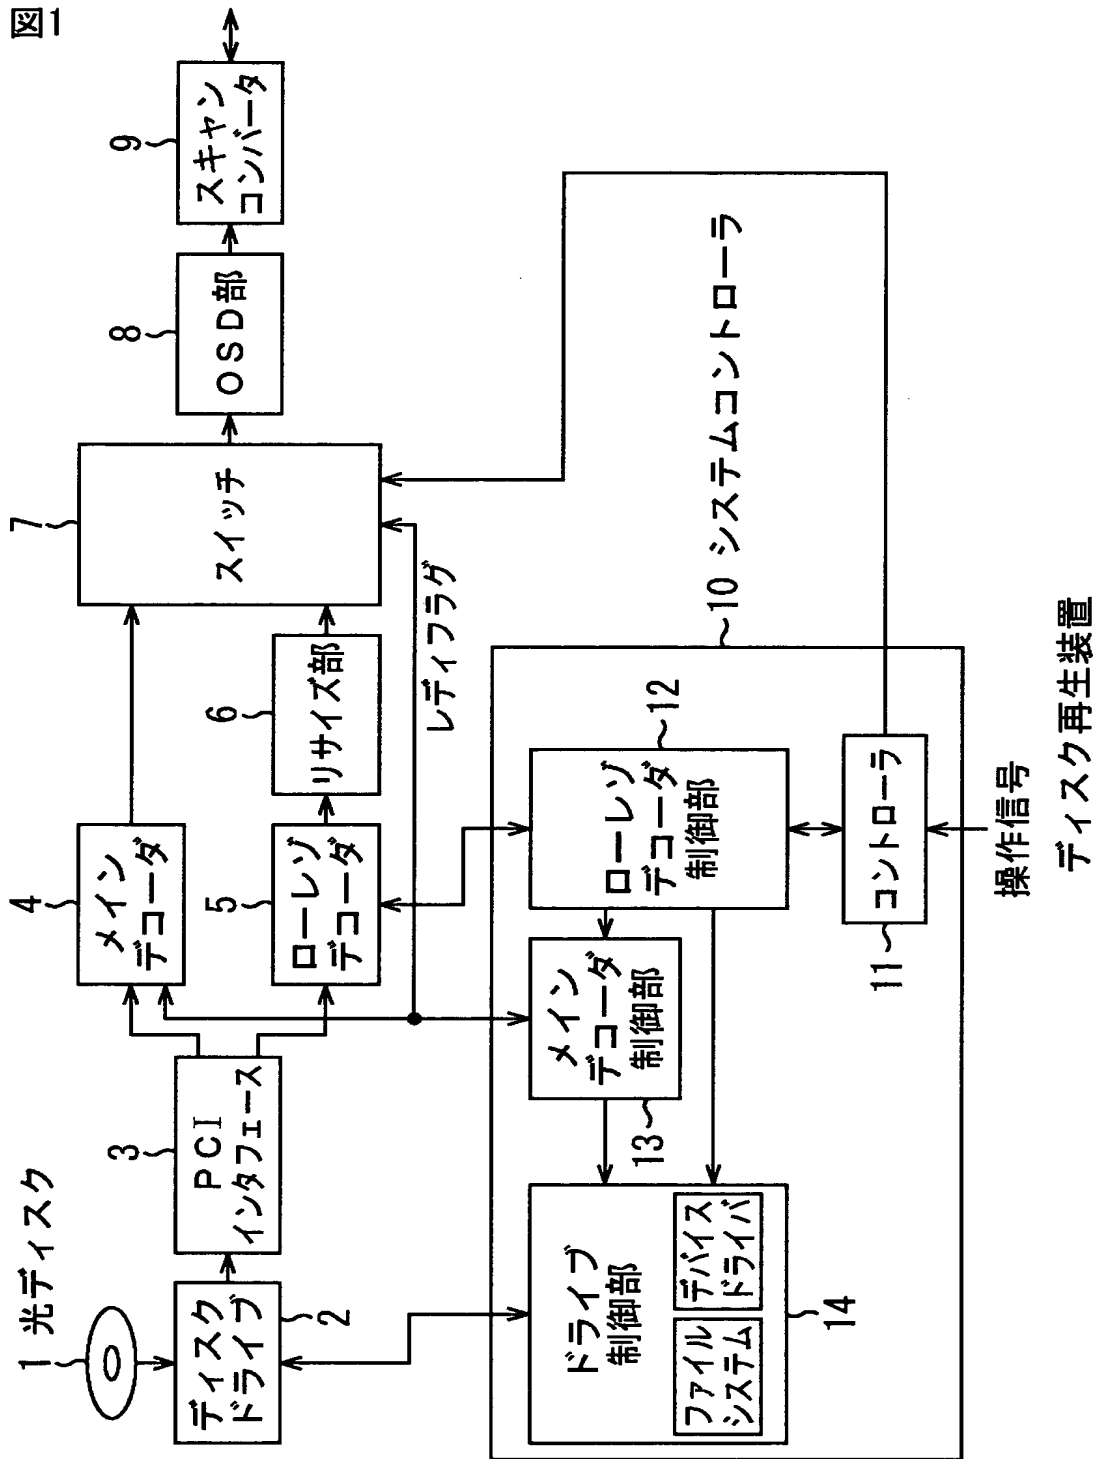 図1
1 光ディスク
ディスク
ドライブ
2
3
PCI
インタフェース
4
メイン
デコーダ
5
ローレゾ
デコーダ
6
リサイズ部
7
スイッチ
8
OSD部
9
スキャン
コンバータ
レディフラグ
10 システムコントローラ
ドライブ
制御部
ファイル
システム
デバイス
ドライバ
14
メイン
デコーダ
制御部
13
ローレゾ
デコーダ
制御部
12
コントローラ
11
操作信号
ディスク再生装置